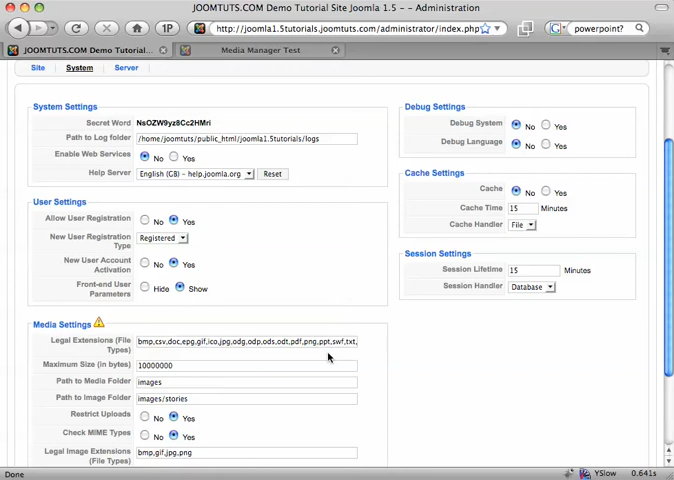 JOOMTUTS.COM Demo Tutorial Site Joomla 1.5 - - Administration
1P
http://joomla1.5tutorials.joomtuts.com/administrator/index.php
powerpoint?
JOOMTUTS.COM Demo Tutorial...
Media Manager Test
Site
System
Server
System Settings
Secret Word
NsOZW9yz8Cc2HMri
Path to Log folder
/home/joomtuts/public_html/joomla1.5tutorials/logs
Enable Web Services
No
Yes
Help Server
English (GB) - help.joomla.org
Reset
User Settings
Allow User Registration
No
Yes
New User Registration
Type
Registered
New User Account
Activation
No
Yes
Front-end User
Parameters
Hide
Show
Media Settings
Legal Extensions (File
Types)
bmp,csv,doc,epg,gif,ico,jpg,odg,odp,ods,odt,pdf,png,ppt,swf,txt,
Maximum Size (in bytes)
10000000
Path to Media Folder
images
Path to Image Folder
images/stories
Restrict Uploads
No
Yes
Check MIME Types
No
Yes
Legal Image Extensions
(File Types)
bmp,gif,jpg,png
Debug Settings
Debug System
No
Yes
Debug Language
No
Yes
Cache Settings
Cache
No
Yes
Cache Time
15
Minutes
Cache Handler
File
Session Settings
Session Lifetime
15
Minutes
Session Handler
Database
Done
YSlow
0.641s